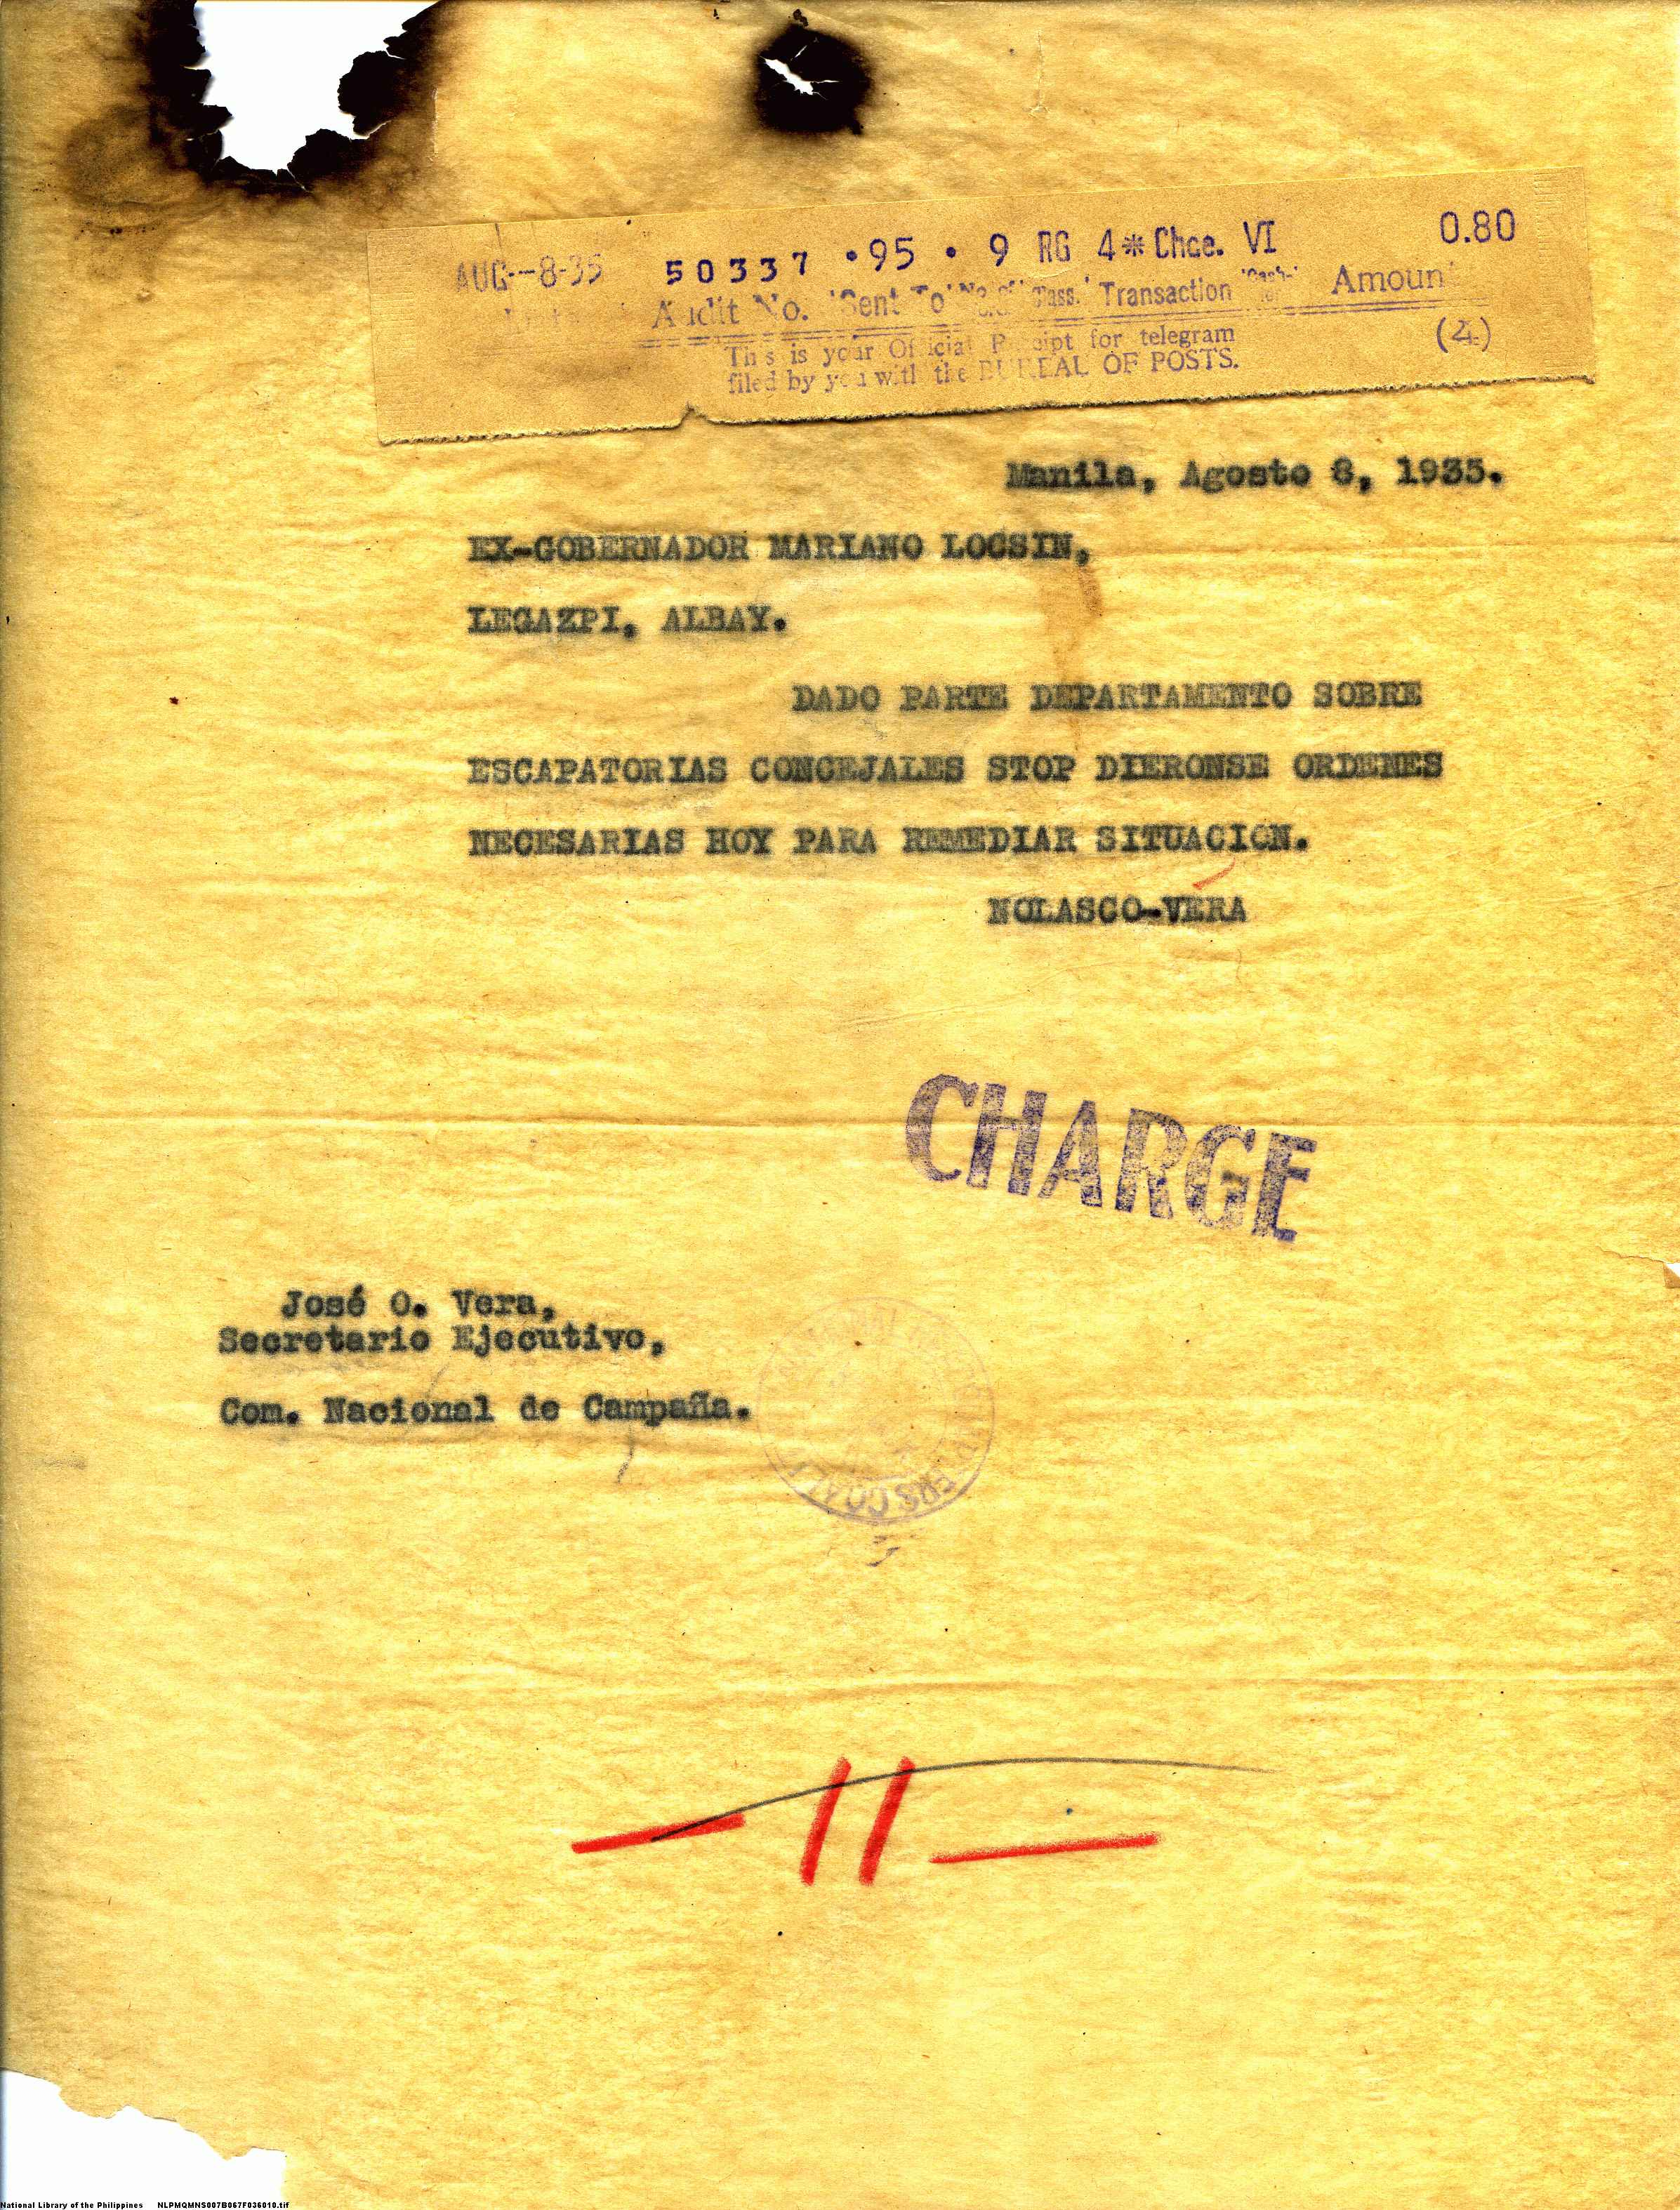 AUG--8-35 50337 •95 • 9 RG 4* Chge. VI 0.80
Audit No. 'Sent To' Transaction 'Cash-ier' Amount
This is your Official Receipt for telegram (4)
filed by you with the BUREAU OF POSTS.
Manila, Agosto 8, 1935.
EX-GOBERNADOR MARIANO LOCSIN,
LEGAZPI, ALBAY.
DADO PARTE DEPARTAMENTO SOBRE
ESCAPATORIAS CONCEJALES STOP DIERONSE ORDENES
NECESARIAS HOY PARA REMEDIAR SITUACION.
NOLASCO-VERA
CHARGE
José O. Vera,
Secretario Ejecutivo,
Com. Nacional de Campaña.
National Library of the Philippines NLPMQMNS007B067F036010.tif